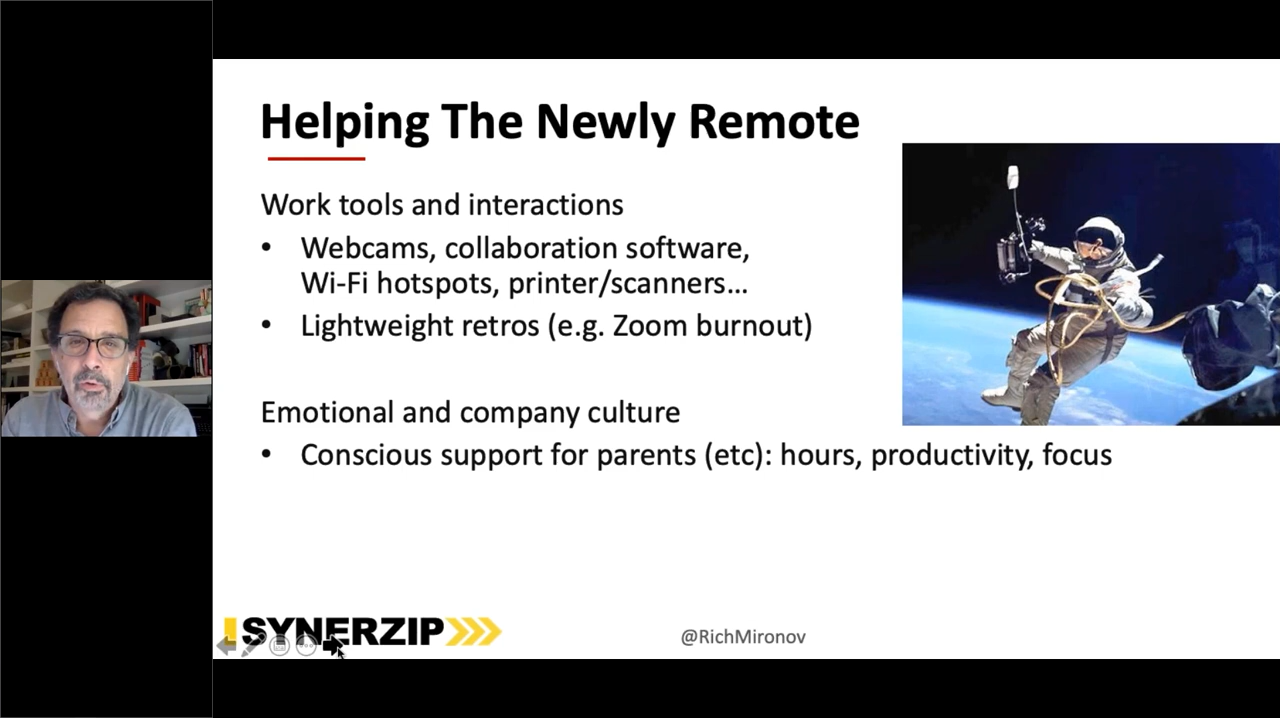 Helping The Newly Remote
Work tools and interactions
• Webcams, collaboration software,
Wi-Fi hotspots, printer/scanners...
• Lightweight retros (e.g. Zoom burnout)
Emotional and company culture
• Conscious support for parents (etc): hours, productivity, focus
SYNERZIP
@RichMironov